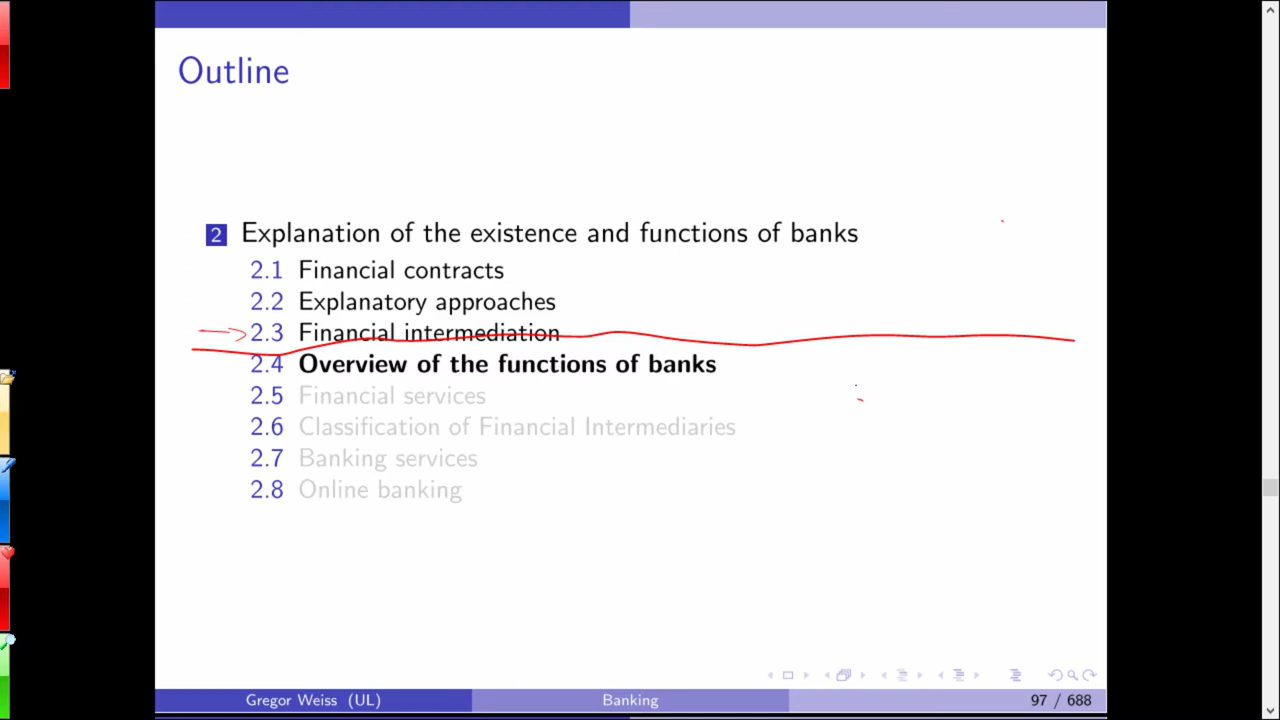 Outline
2 Explanation of the existence and functions of banks
2.1 Financial contracts
2.2 Explanatory approaches
2.3 Financial intermediation
2.4 Overview of the functions of banks
2.5 Financial services
2.6 Classification of Financial Intermediaries
2.7 Banking services
2.8 Online banking
Gregor Weiss (UL) Banking 97 / 688